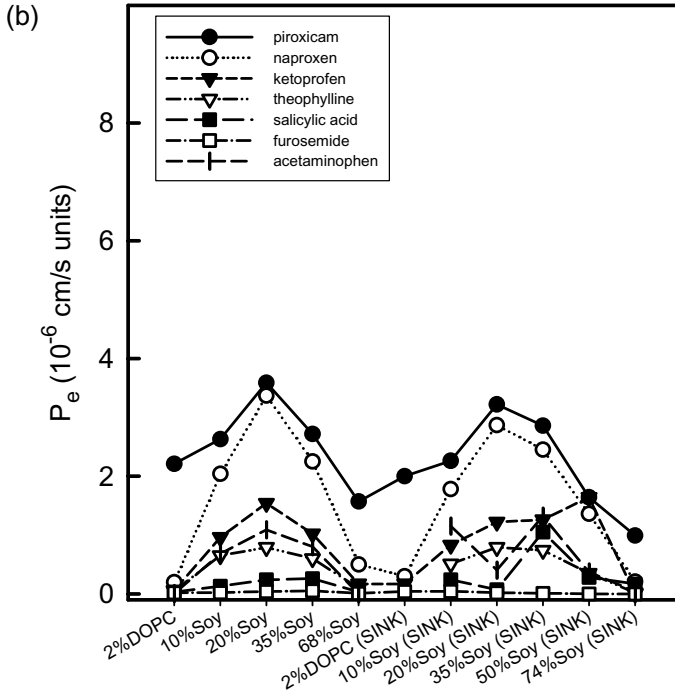 (b)
piroxicam
naproxen
ketoprofen
theophylline
salicylic acid
furosemide
acetaminophen
P_e (10^-6 cm/s units)
8
6
4
2
0
2%DOPC
10%Soy
20%Soy
35%Soy
68%Soy
2%DOPC (SINK)
10%Soy (SINK)
20%Soy (SINK)
35%Soy (SINK)
50%Soy (SINK)
74%Soy (SINK)